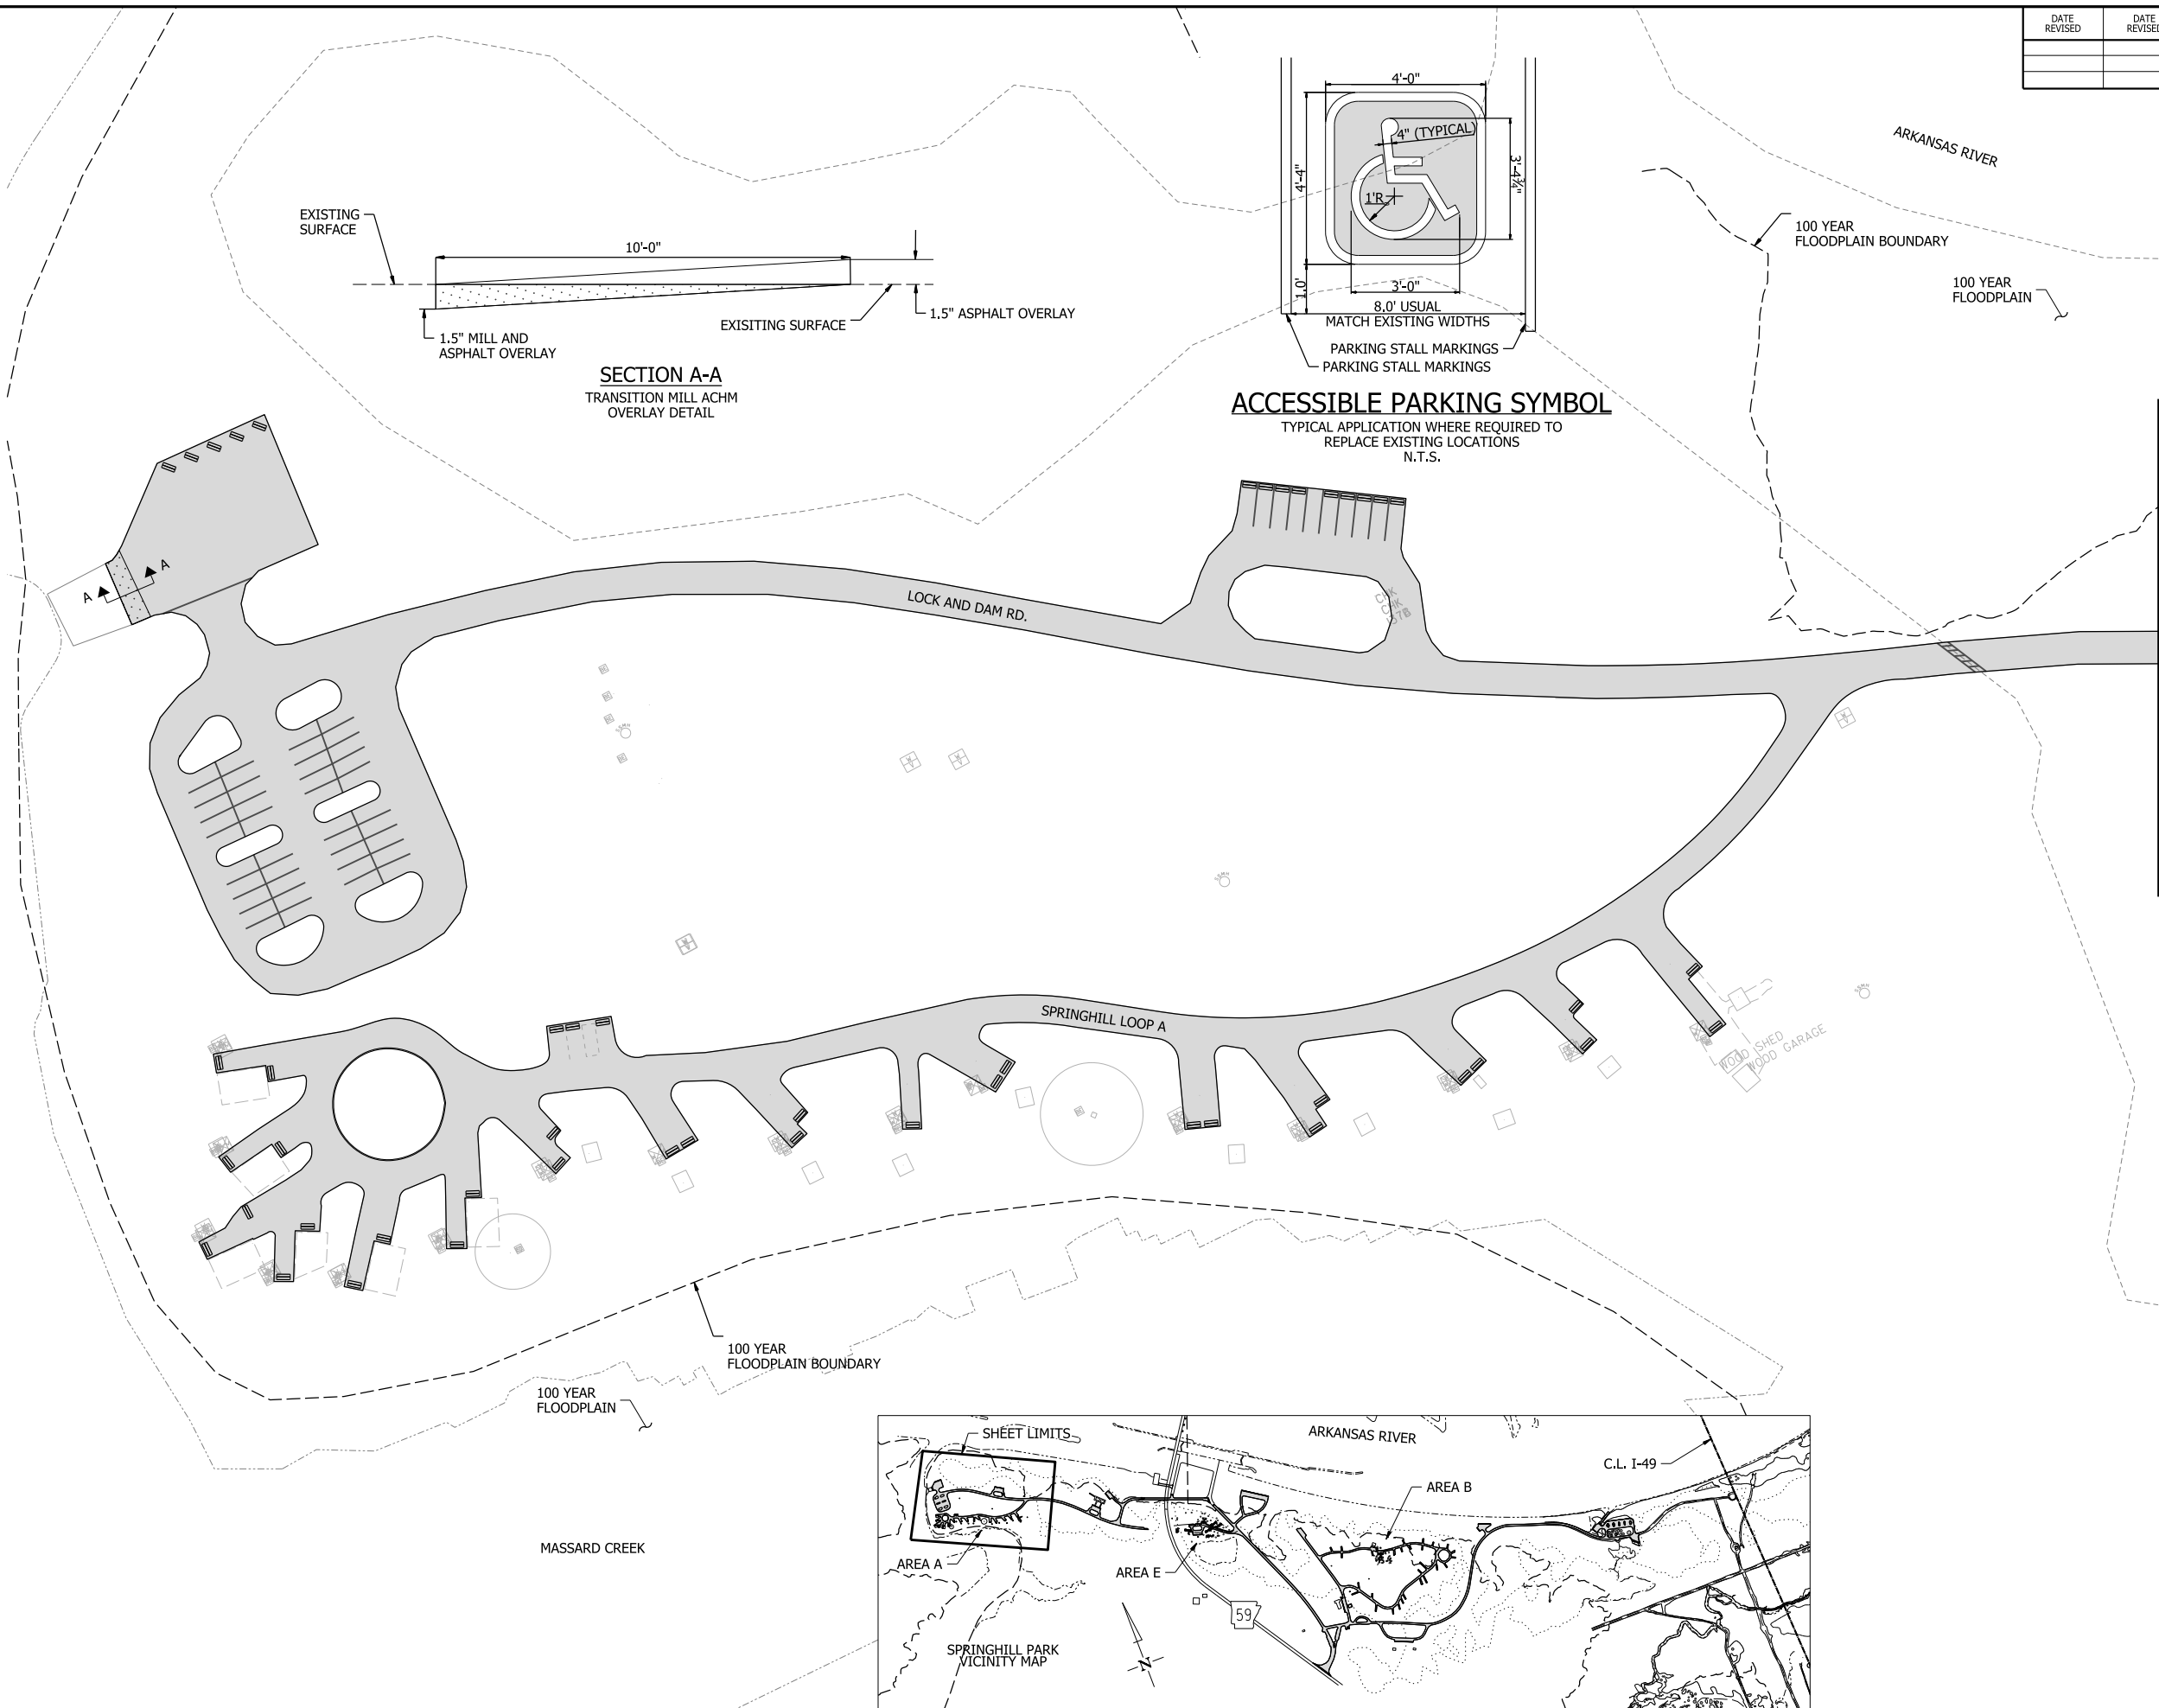 DATE
REVISED
DATE
REVISED
4'-0"
4" (TYPICAL)
4'-4"
3'-4¾"
1'R
1.0'
3'-0"
8.0' USUAL
MATCH EXISTING WIDTHS
PARKING STALL MARKINGS
PARKING STALL MARKINGS
ACCESSIBLE PARKING SYMBOL
TYPICAL APPLICATION WHERE REQUIRED TO
REPLACE EXISTING LOCATIONS
N.T.S.
ARKANSAS RIVER
100 YEAR
FLOODPLAIN BOUNDARY
100 YEAR
FLOODPLAIN
EXISTING
SURFACE
10'-0"
1.5" ASPHALT OVERLAY
EXISITING SURFACE
1.5" MILL AND
ASPHALT OVERLAY
SECTION A-A
TRANSITION MILL ACHM
OVERLAY DETAIL
A
A
LOCK AND DAM RD.
SPRINGHILL LOOP A
WOOD SHED
WOOD GARAGE
100 YEAR
FLOODPLAIN BOUNDARY
100 YEAR
FLOODPLAIN
MASSARD CREEK
SHEET LIMITS
ARKANSAS RIVER
C.L. I-49
AREA B
AREA A
AREA E
59
SPRINGHILL PARK
VICINITY MAP
N